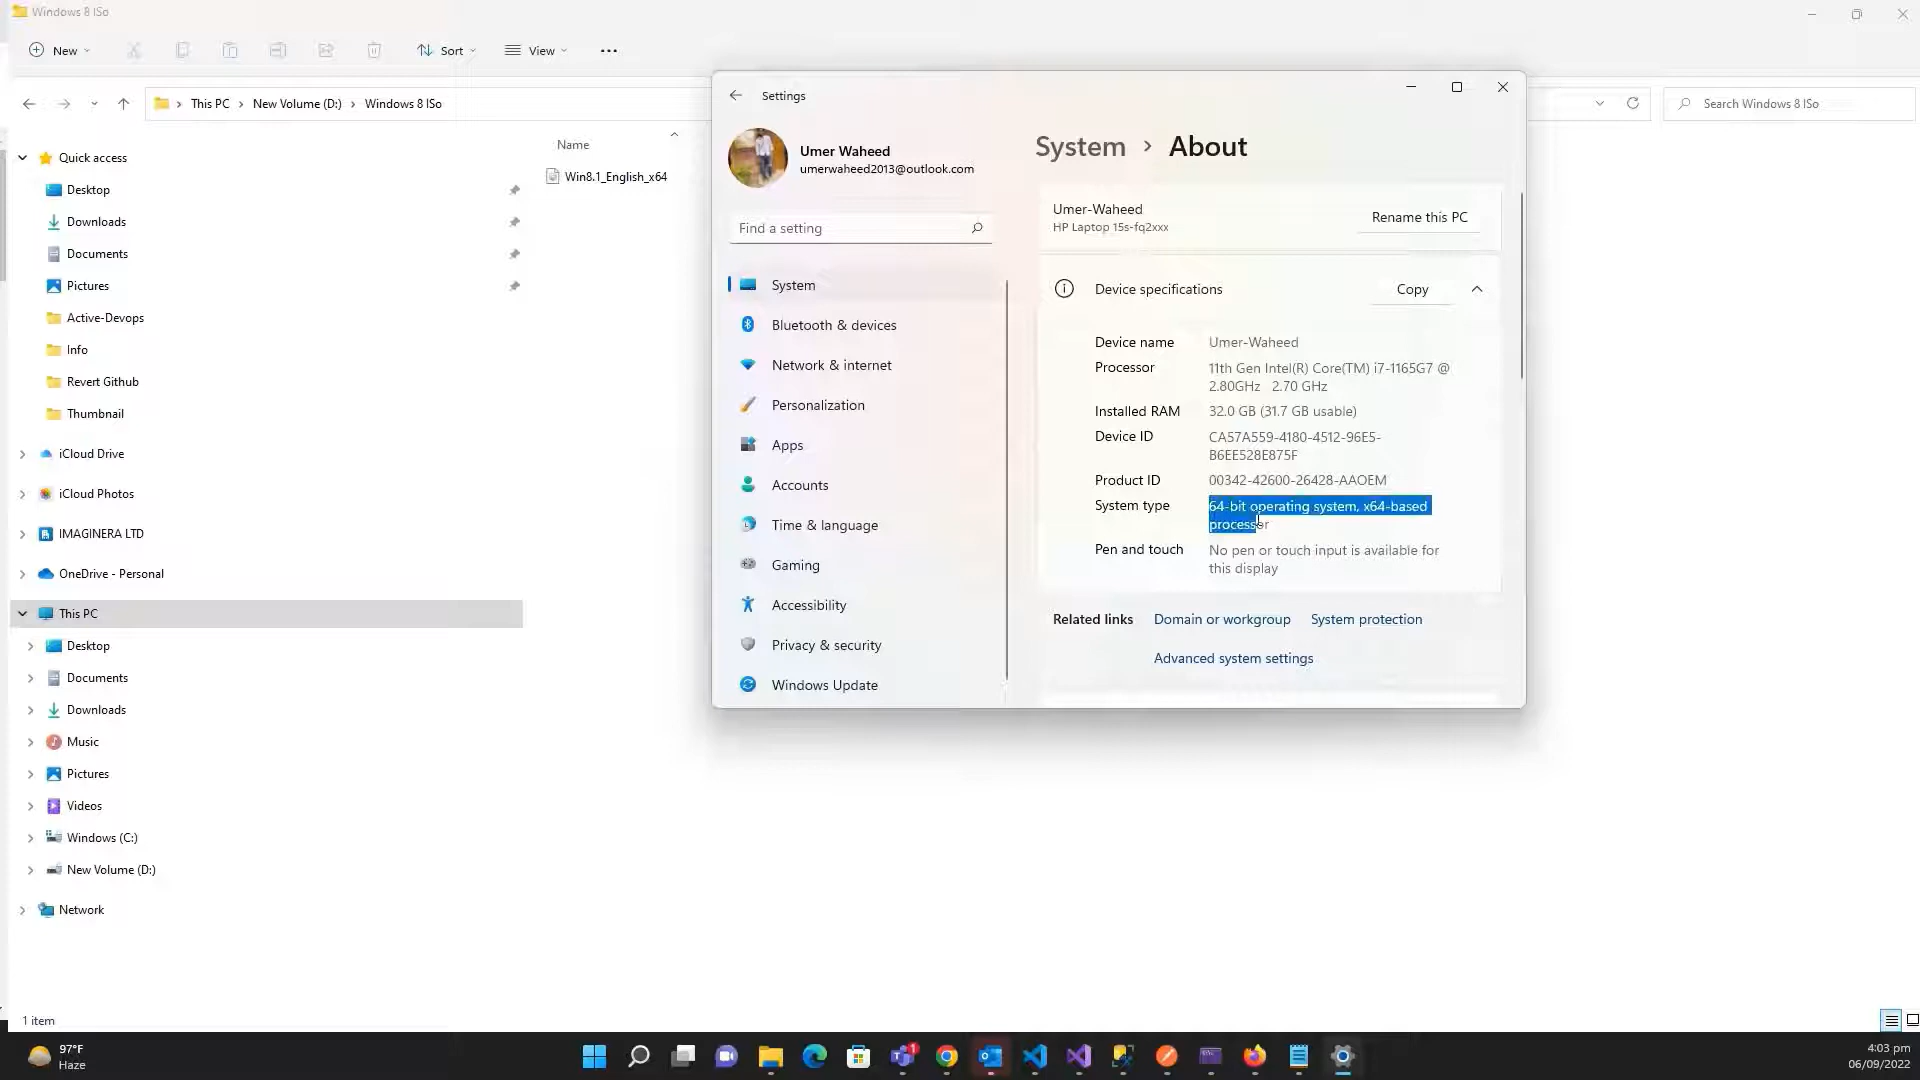 Windows 8 ISo
New
Sort
View
This PC
New Volume (D:)
Windows 8 ISo
Search Windows 8 ISo
Quick access
Desktop
Downloads
Documents
Pictures
Active-Devops
Info
Revert Github
Thumbnail
iCloud Drive
iCloud Photos
IMAGINERA LTD
OneDrive - Personal
This PC
Desktop
Documents
Downloads
Music
Pictures
Videos
Windows (C:)
New Volume (D:)
Network
1 item
Name
Win8.1_English_x64
Settings
Umer Waheed
umerwaheed2013@outlook.com
Find a setting
System
Bluetooth & devices
Network & internet
Personalization
Apps
Accounts
Time & language
Gaming
Accessibility
Privacy & security
Windows Update
System > About
Umer-Waheed
HP Laptop 15s-fq2xxx
Rename this PC
Device specifications
Copy
Device name Umer-Waheed
Processor 11th Gen Intel(R) Core(TM) i7-1165G7 @
2.80GHz 2.70 GHz
Installed RAM 32.0 GB (31.7 GB usable)
Device ID CA57A559-4180-4512-96E5-
B6EE528E875F
Product ID 00342-42600-26428-AAOEM
System type 64-bit operating system, x64-based
processor
Pen and touch No pen or touch input is available for
this display
Related links Domain or workgroup System protection
Advanced system settings
97°F
Haze
1
4:03 pm
06/09/2022